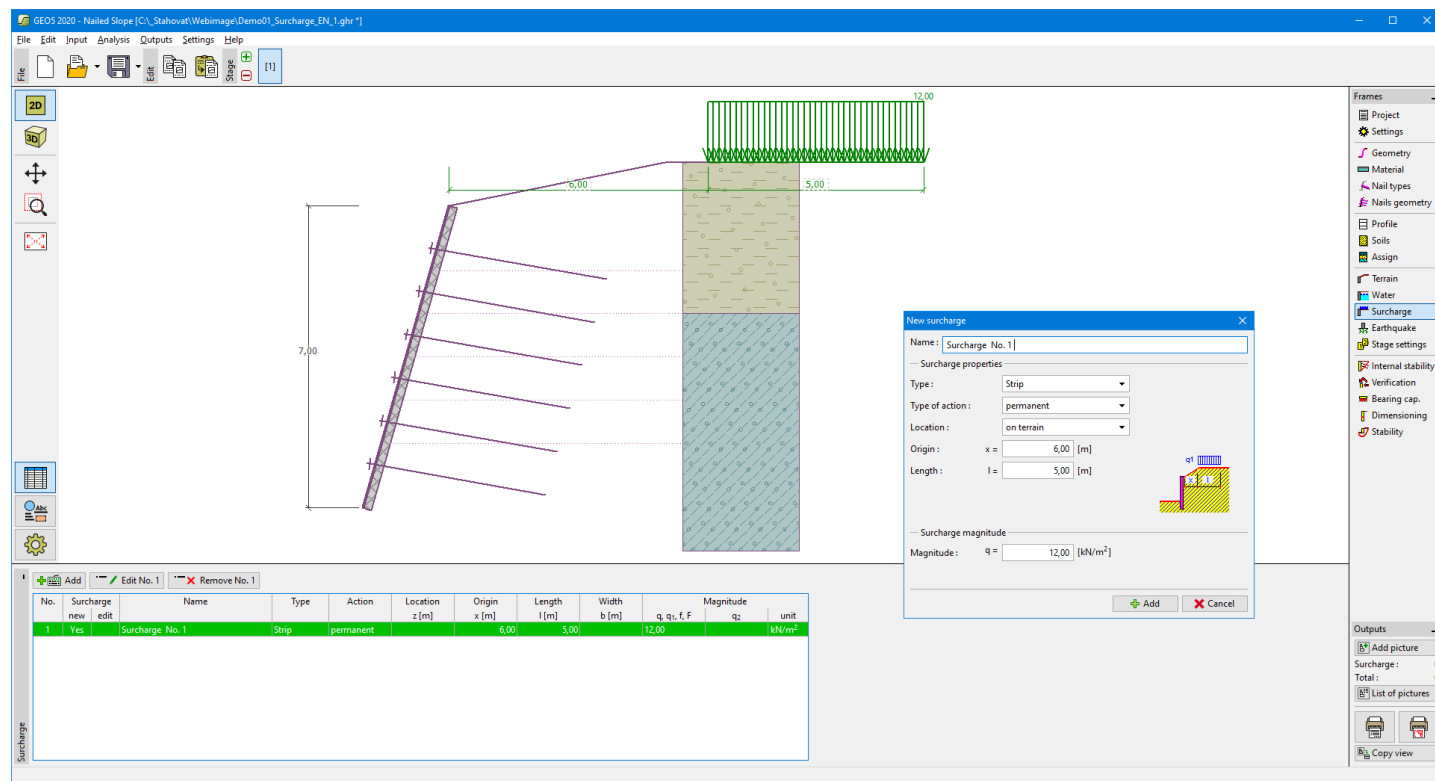 GEO5 2020 - Nailed Slope [C:\_Stahovat\Webimage\Demo01_Surcharge_EN_1.ghr *]
File Edit Input Analysis Outputs Settings Help
File
Edit
Stage
[1]
2D
3D
12,00
6,00
5,00
7,00
Abc
Frames
Project
Settings
Geometry
Material
Nail types
Nails geometry
Profile
Soils
Assign
Terrain
Water
Surcharge
Earthquake
Stage settings
Internal stability
Verification
Bearing cap.
Dimensioning
Stability
New surcharge
Name : Surcharge No. 1
Surcharge properties
Type : Strip
Type of action : permanent
Location : on terrain
Origin : x = 6,00 [m]
Length : l = 5,00 [m]
q1
x
Surcharge magnitude
Magnitude : q = 12,00 [kN/m²]
Add Cancel
Add Edit No. 1 Remove No. 1
No. Surcharge Name Type Action Location Origin Length Width Magnitude
new edit z [m] x [m] l [m] b [m] q, q₁, f, F q₂ unit
1 Yes Surcharge No. 1 Strip permanent 6,00 5,00 12,00 kN/m²
Surcharge
Outputs
Add picture
Surcharge :
Total :
List of pictures
Copy view